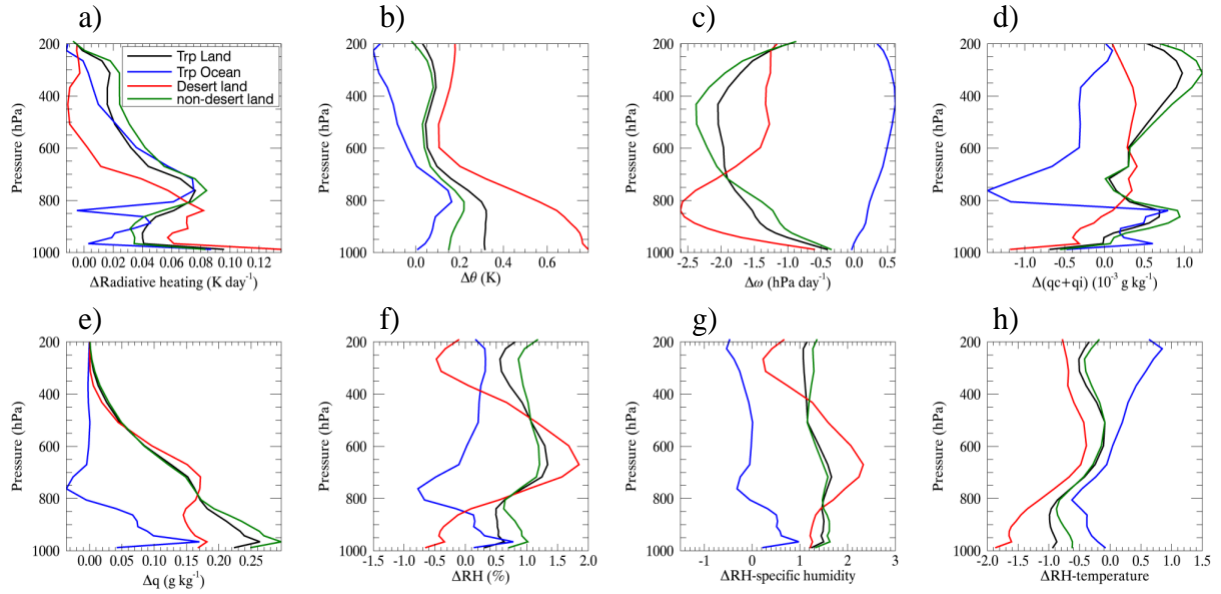 a) b) c) d)
200 200 200 200
Trp Land
Trp Ocean
Desert land
non-desert land
400 400 400 400
Pressure (hPa) Pressure (hPa) Pressure (hPa) Pressure (hPa)
600 600 600 600
800 800 800 800
1000 1000 1000 1000
0.00 0.02 0.04 0.06 0.08 0.10 0.12 0.0 0.2 0.4 0.6 -2.5 -2.0 -1.5 -1.0 -0.5 0.0 0.5 -1.0 -0.5 0.0 0.5 1.0
ΔRadiative heating (K day⁻¹) Δθ (K) Δω (hPa day⁻¹) Δ(qc+qi) (10⁻³ g kg⁻¹)
e) f) g) h)
200 200 200 200
400 400 400 400
Pressure (hPa) Pressure (hPa) Pressure (hPa) Pressure (hPa)
600 600 600 600
800 800 800 800
1000 1000 1000 1000
0.00 0.05 0.10 0.15 0.20 0.25 -1.5 -1.0 -0.5 0.0 0.5 1.0 1.5 2.0 -1 0 1 2 3 -2.0 -1.5 -1.0 -0.5 0.0 0.5 1.0 1.5
Δq (g kg⁻¹) ΔRH (%) ΔRH-specific humidity ΔRH-temperature